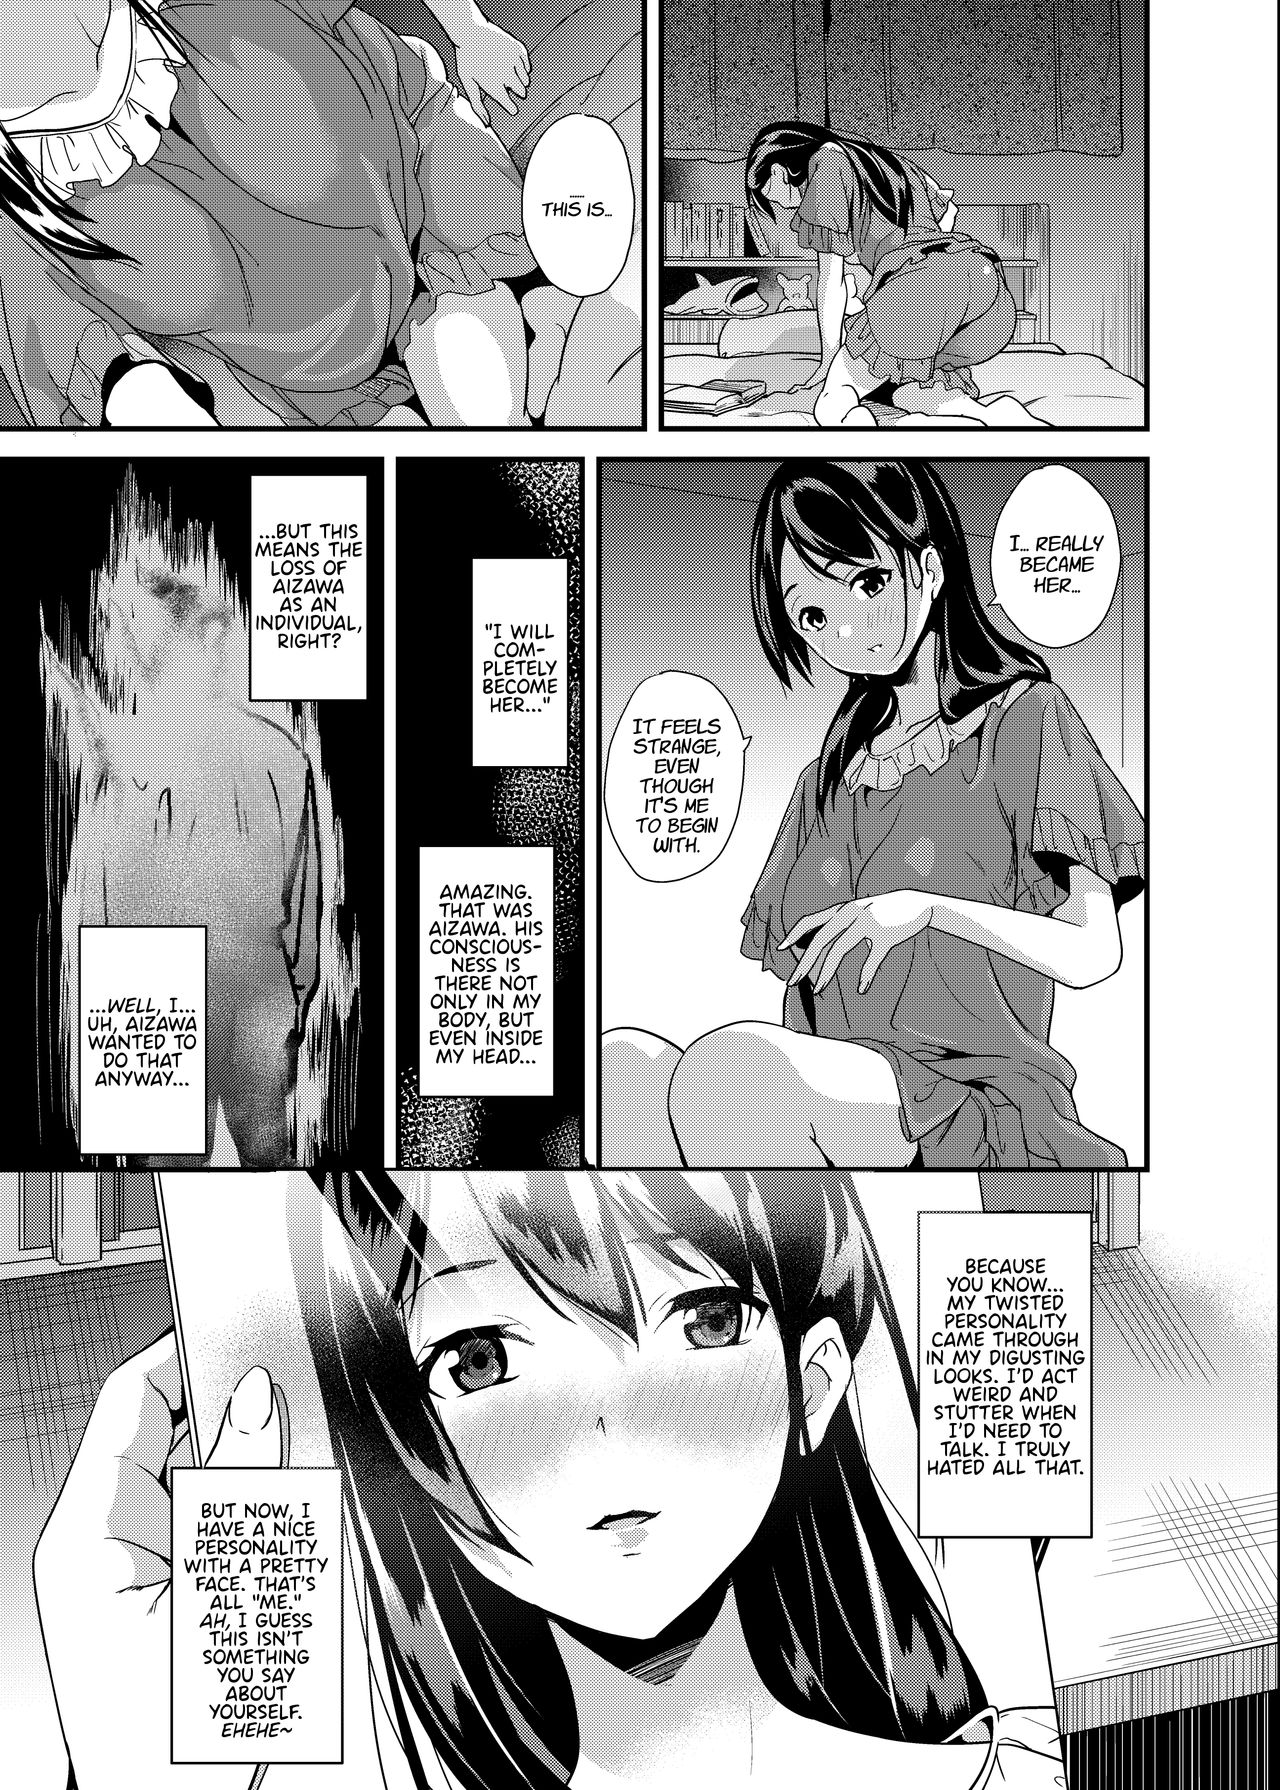 ......
THIS IS...
I... REALLY
BECAME
HER...
IT FEELS
STRANGE,
EVEN
THOUGH
IT'S ME
TO BEGIN
WITH.
"I WILL
COM-
PLETELY
BECOME
HER..."
AMAZING.
THAT WAS
AIZAWA. HIS
CONSCIOUS-
NESS IS
THERE NOT
ONLY IN MY
BODY, BUT
EVEN INSIDE
MY HEAD...
...BUT THIS
MEANS THE
LOSS OF
AIZAWA
AS AN
INDIVIDUAL,
RIGHT?
...WELL, I...
UH, AIZAWA
WANTED TO
DO THAT
ANYWAY...
BECAUSE
YOU KNOW...
MY TWISTED
PERSONALITY
CAME THROUGH
IN MY DIGUSTING
LOOKS. I'D ACT
WEIRD AND
STUTTER WHEN
I'D NEED TO
TALK. I TRULY
HATED ALL THAT.
BUT NOW, I
HAVE A NICE
PERSONALITY
WITH A PRETTY
FACE. THAT'S
ALL "ME."
AH, I GUESS
THIS ISN'T
SOMETHING
YOU SAY
ABOUT
YOURSELF.
EHEHE~